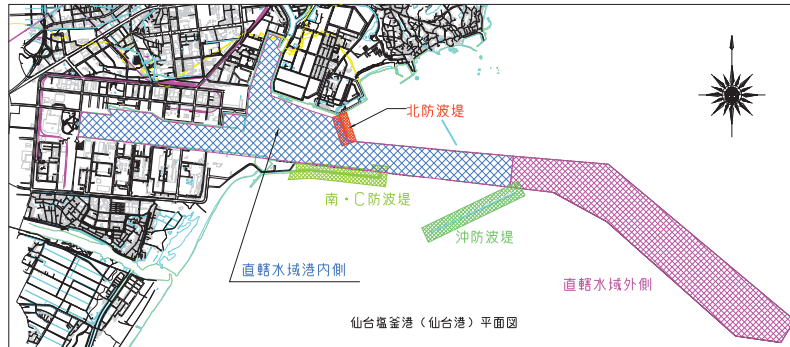 北防波堤
南・C防波堤
沖防波堤
直轄水域港内側
直轄水域外側
仙台塩釜港（仙台港）平面図